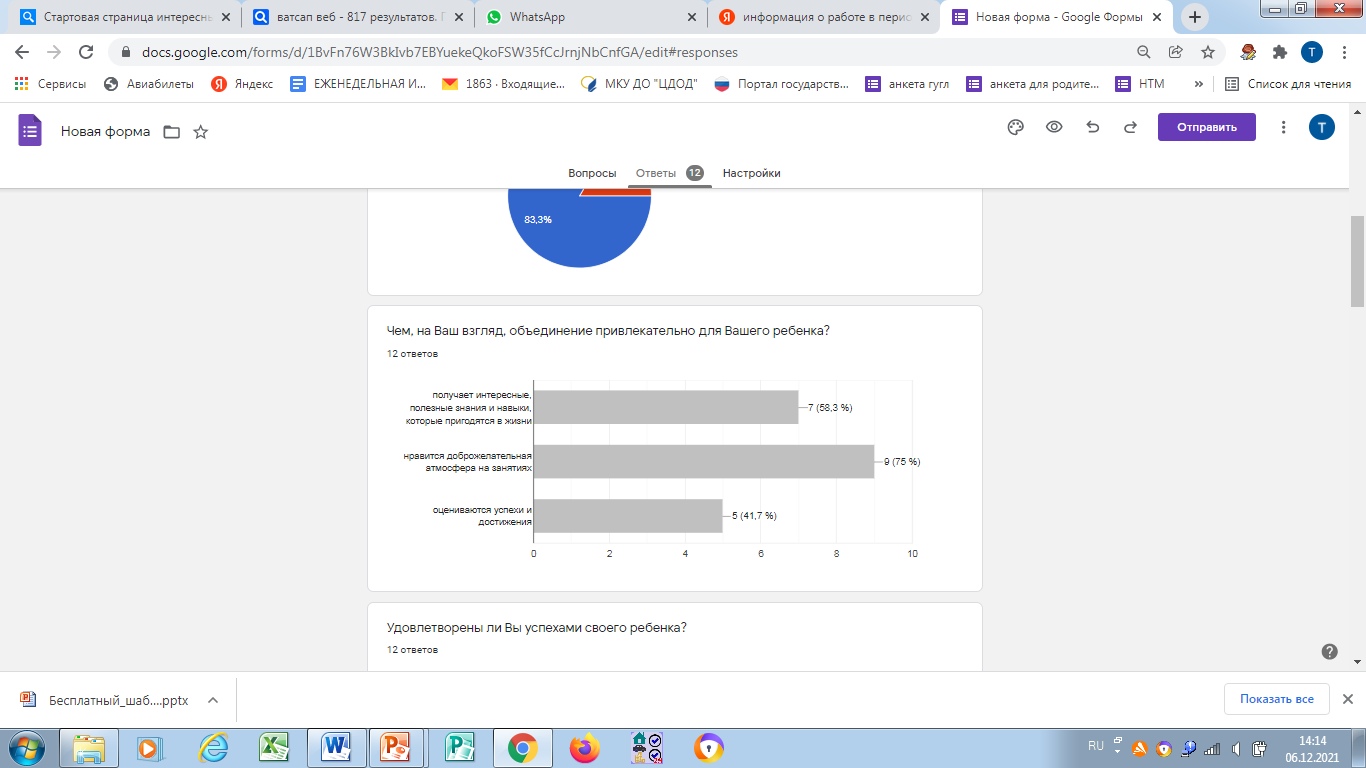 Стартовая страница интересн
ватсап веб - 817 результатов. П
WhatsApp
информация о работе в перио
Новая форма - Google Формы
docs.google.com/forms/d/1BvFn76W3BkIvb7EBYuekeQkoFSW35fCcJrnjNbCnfGA/edit#responses
Сервисы
Авиабилеты
Яндекс
ЕЖЕНЕДЕЛЬНАЯ И...
1863 · Входящие...
МКУ ДО "ЦДОД"
Портал государств...
анкета гугл
анкета для родите...
НТМ
»
Список для чтения
Новая форма
Отправить
T
Вопросы
Ответы 12
Настройки
83,3%
Чем, на Ваш взгляд, объединение привлекательно для Вашего ребенка?
12 ответов
получает интересные,
полезные знания и навыки,
которые пригодятся в жизни
7 (58,3 %)
нравится доброжелательная
атмосфера на занятиях
9 (75 %)
оцениваются успехи и
достижения
5 (41,7 %)
0 2 4 6 8 10
Удовлетворены ли Вы успехами своего ребенка?
12 ответов
Бесплатный_шаб....pptx
Показать все
RU
14:14
06.12.2021